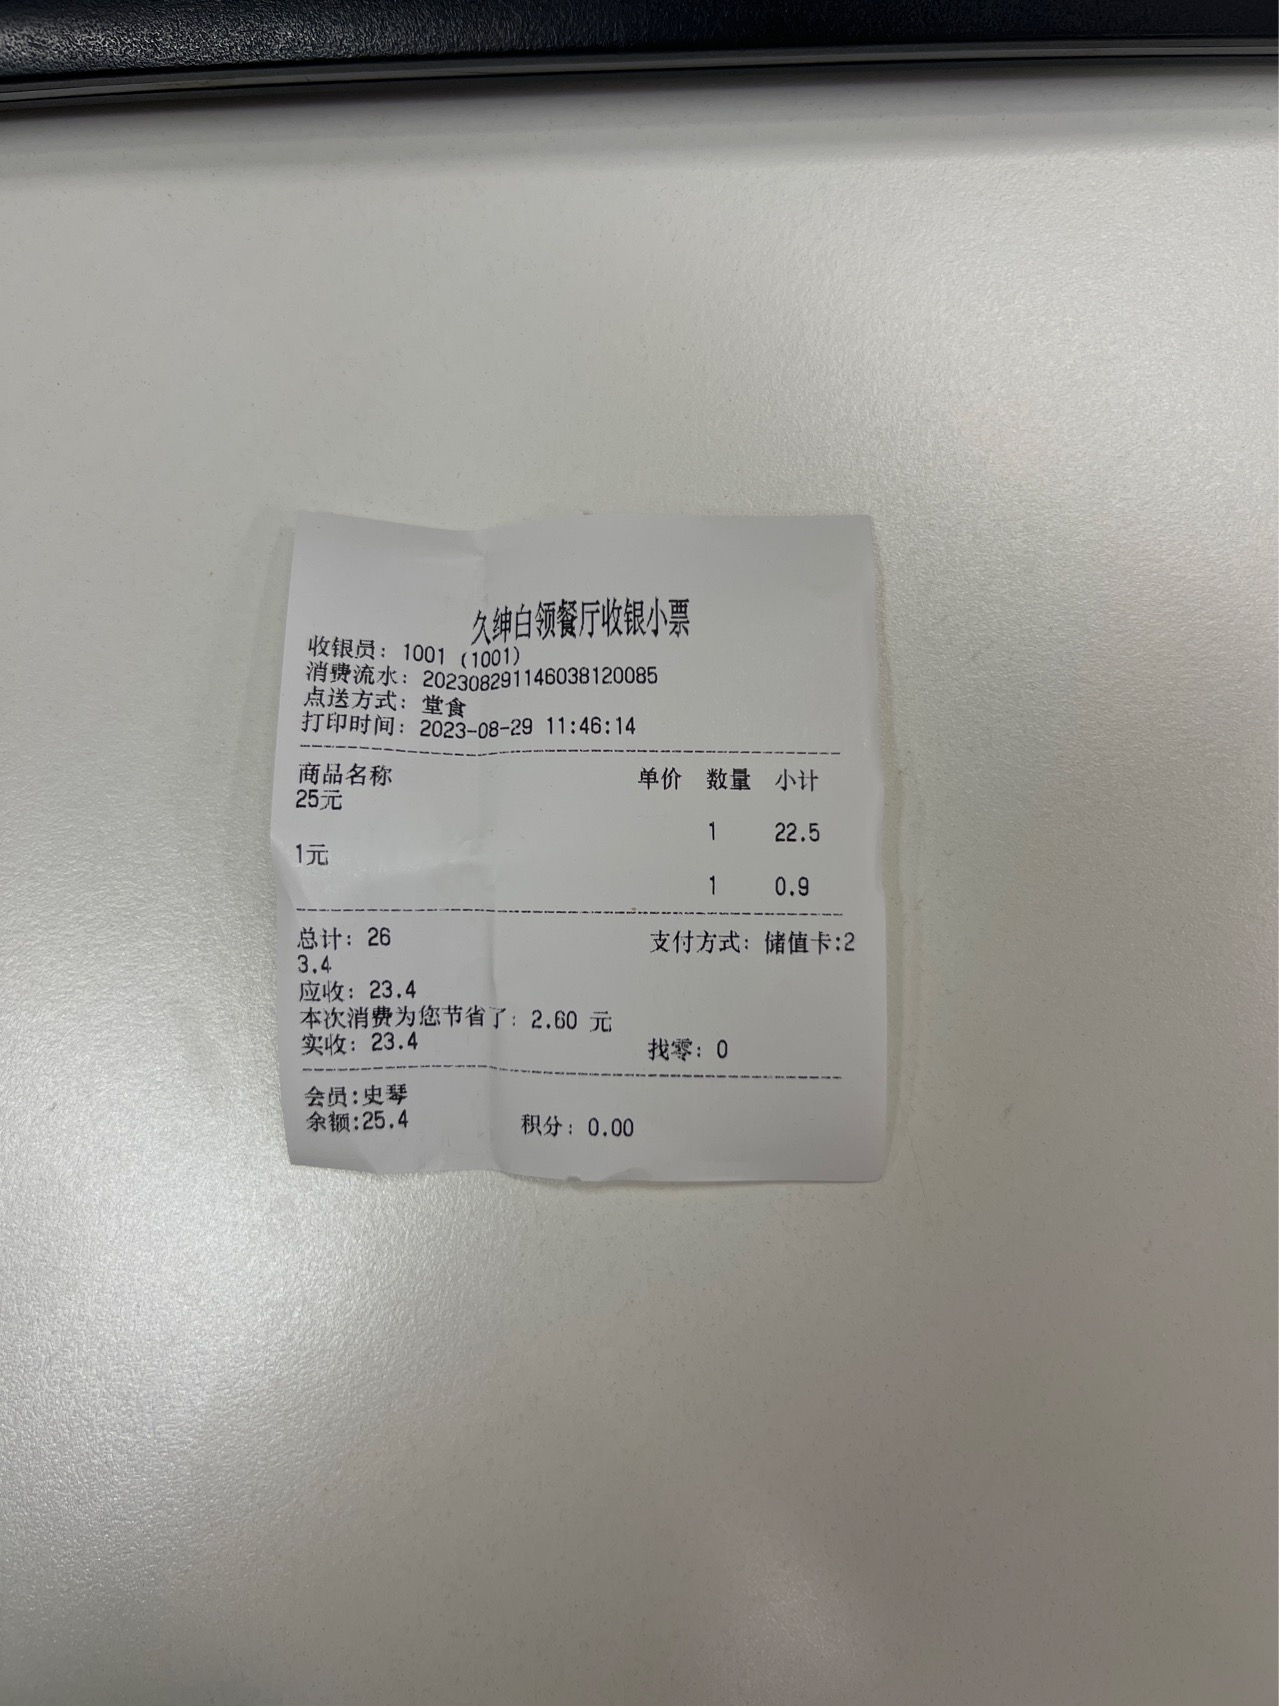 久绅白领餐厅收银小票
收银员: 1001 (1001)
消费流水: 202308291146038120085
点送方式: 堂食
打印时间: 2023-08-29 11:46:14
商品名称 单价 数量 小计
25元
1 22.5
1元
1 0.9
总计: 26 支付方式: 储值卡:2
3.4
应收: 23.4
本次消费为您节省了: 2.60 元
实收: 23.4 找零: 0
会员:史琴
余额:25.4 积分: 0.00